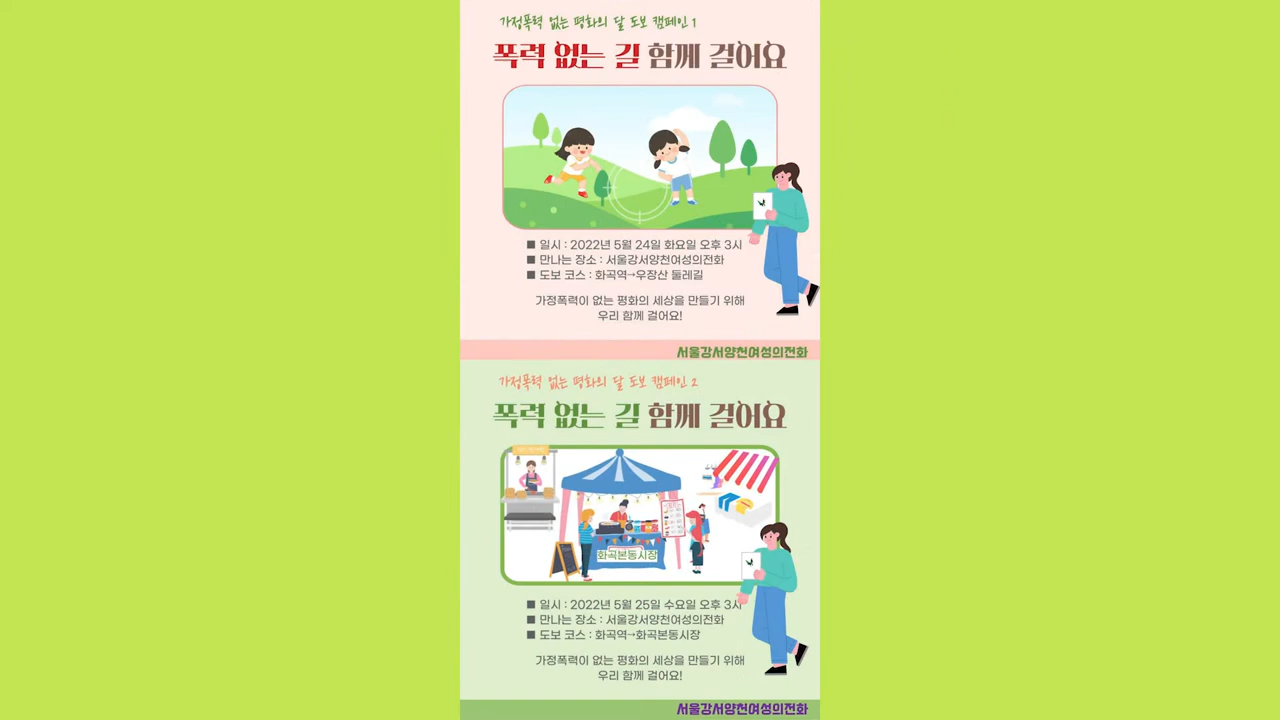 가정폭력 없는 평화의 달 도보 캠페인 1
폭력 없는 길 함께 걸어요
■ 일시 : 2022년 5월 24일 화요일 오후 3시
■ 만나는 장소 : 서울강서양천여성의전화
■ 도보 코스 : 화곡역→우장산 둘레길
가정폭력이 없는 평화의 세상을 만들기 위해
우리 함께 걸어요!
서울강서양천여성의전화
가정폭력 없는 평화의 달 도보 캠페인 2
폭력 없는 길 함께 걸어요
화곡본동시장
■ 일시 : 2022년 5월 25일 수요일 오후 3시
■ 만나는 장소 : 서울강서양천여성의전화
■ 도보 코스 : 화곡역→화곡본동시장
가정폭력이 없는 평화의 세상을 만들기 위해
우리 함께 걸어요!
서울강서양천여성의전화